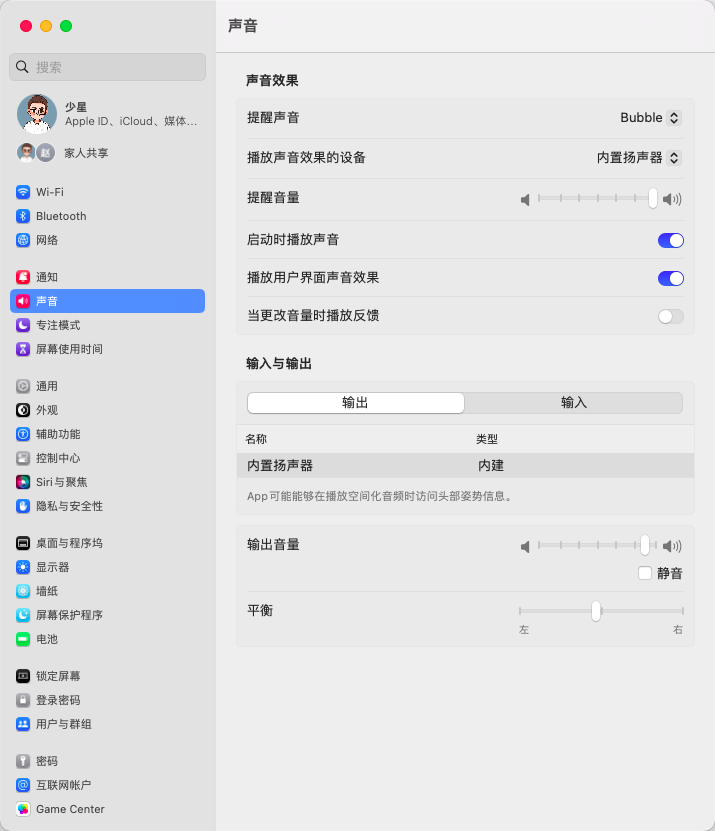 声音
搜索
少星
Apple ID、iCloud、媒体...
赵
家人共享
Wi-Fi
Bluetooth
网络
通知
声音
专注模式
屏幕使用时间
通用
外观
辅助功能
控制中心
Siri与聚焦
隐私与安全性
桌面与程序坞
显示器
墙纸
屏幕保护程序
电池
锁定屏幕
登录密码
用户与群组
密码
互联网帐户
Game Center
声音效果
提醒声音 Bubble
播放声音效果的设备 内置扬声器
提醒音量
启动时播放声音
播放用户界面声音效果
当更改音量时播放反馈
输入与输出
输出 输入
名称 类型
内置扬声器 内建
App可能能够在播放空间化音频时访问头部姿势信息。
输出音量
静音
平衡
左 右